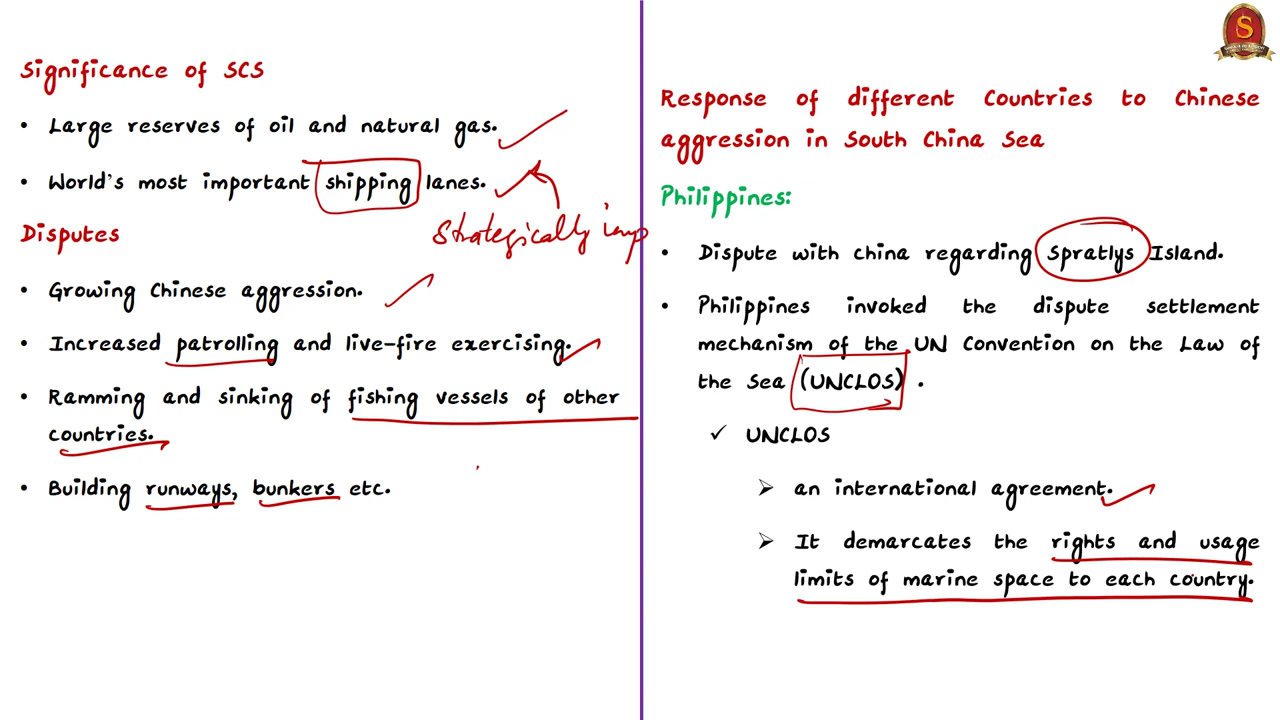 Significance of SCS
• Large reserves of oil and natural gas.
• World's most important shipping lanes.
Strategically imp
Disputes
• Growing Chinese aggression.
• Increased patrolling and live-fire exercising.
• Ramming and sinking of fishing vessels of other
countries.
• Building runways, bunkers etc.
Response of different Countries to Chinese
aggression in South China Sea
Philippines:
• Dispute with china regarding Spratlys Island.
• Philippines invoked the dispute settlement
mechanism of the UN Convention on the Law of
the Sea (UNCLOS) .
✓ UNCLOS
➢ an international agreement.
➢ It demarcates the rights and usage
limits of marine space to each country.
S